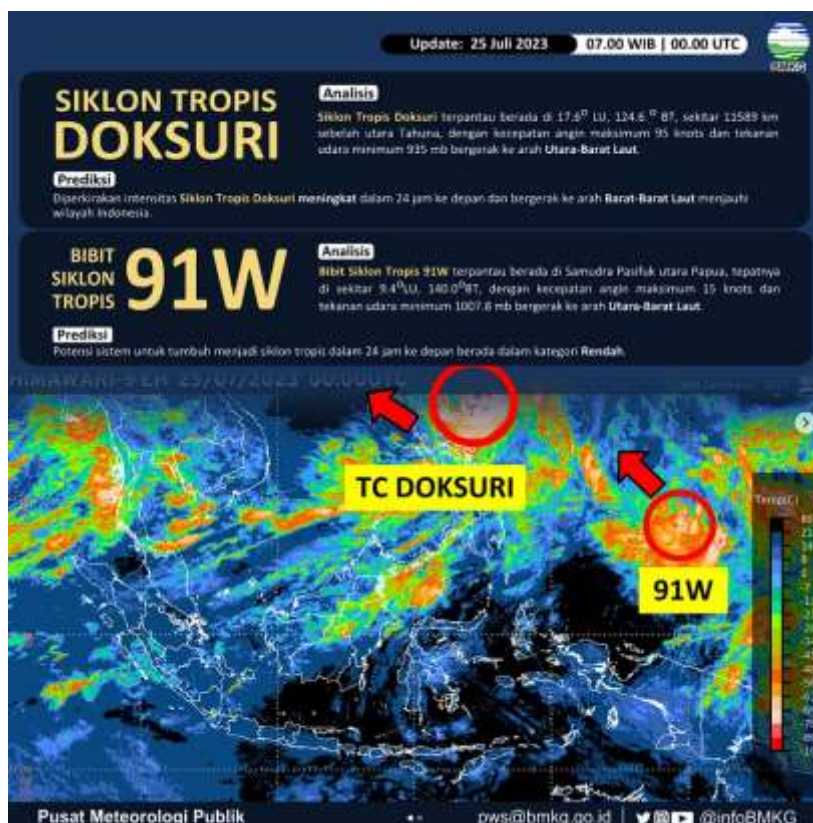 Update: 25 Juli 2023
07.00 WIB | 00.00 UTC
BMKG
SIKLON TROPIS
DOKSURI
Analisis
Siklon Tropis Doksuri terpantau berada di 17.6° LU, 124.6.° BT, sekitar 11589 km
sebelah utara Tahuna, dengan kecepatan angin maksimum 95 knots dan tekanan
udara minimum 935 mb bergerak ke arah Utara-Barat Laut.
Prediksi
Diperkirakan intensitas Siklon Tropis Doksuri meningkat dalam 24 jam ke depan dan bergerak ke arah Barat-Barat Laut menjauhi
wilayah Indonesia.
BIBIT
SIKLON
TROPIS
91W
Analisis
Bibit Siklon Tropis 91W terpantau berada di Samudra Pasifuk utara Papua, tepatnya
di sekitar 9.4°LU, 140.0°BT, dengan kecepatan angin maksimum 15 knots dan
tekanan udara minimum 1007.8 mb bergerak ke arah Utara-Barat Laut.
Prediksi
Potensi sistem untuk tumbuh menjadi siklon tropis dalam 24 jam ke depan berada dalam kategori Rendah.
HIMAWARI-9 EH 25/07/2023 00:00UTC
TC DOKSURI
91W
Temp(C)
Pusat Meteorologi Publik
pws@bmkg.go.id
@infoBMKG